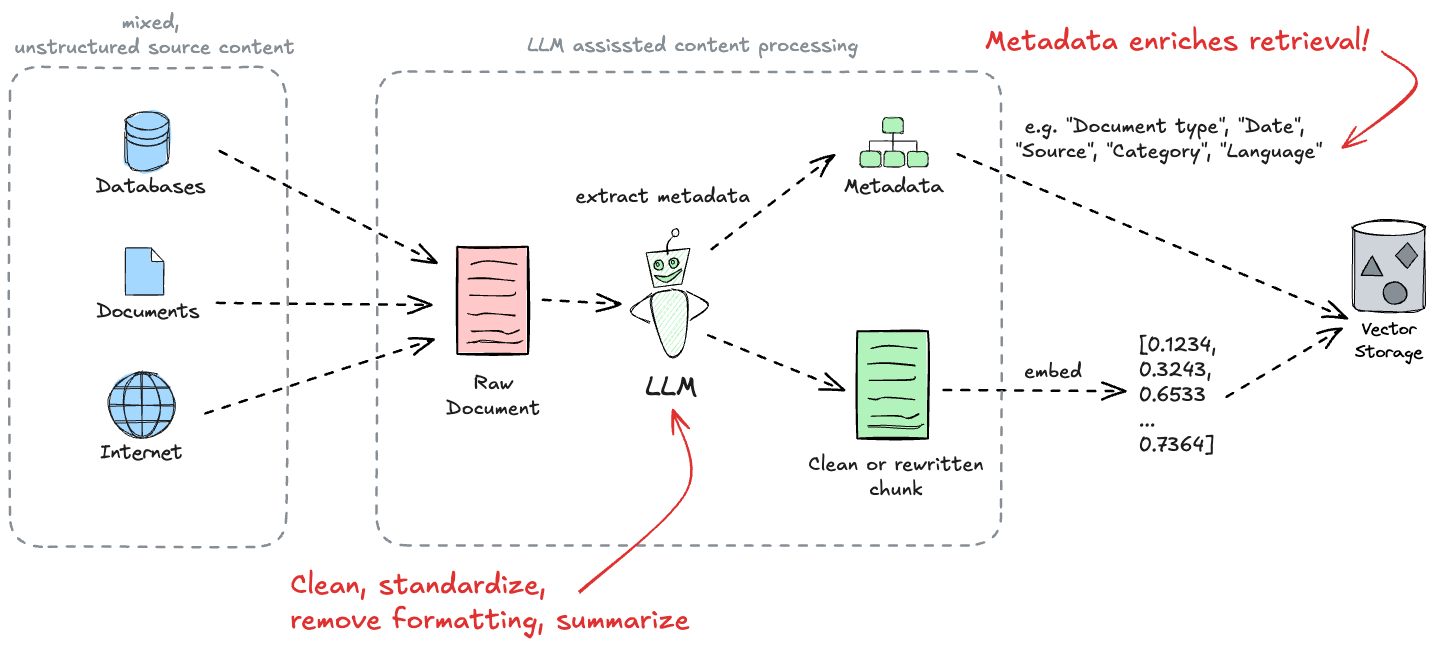 mixed,
unstructured source content
LLM assissted content processing
Metadata enriches retrieval!
e.g. "Document type", "Date",
"Source", "Category", "Language"
Databases
Documents
Internet
Raw
Document
extract metadata
LLM
Metadata
Clean or rewritten
chunk
embed
[0.1234,
0.3243,
0.6533
...
0.7364]
Vector
Storage
Clean, standardize,
remove formatting, summarize